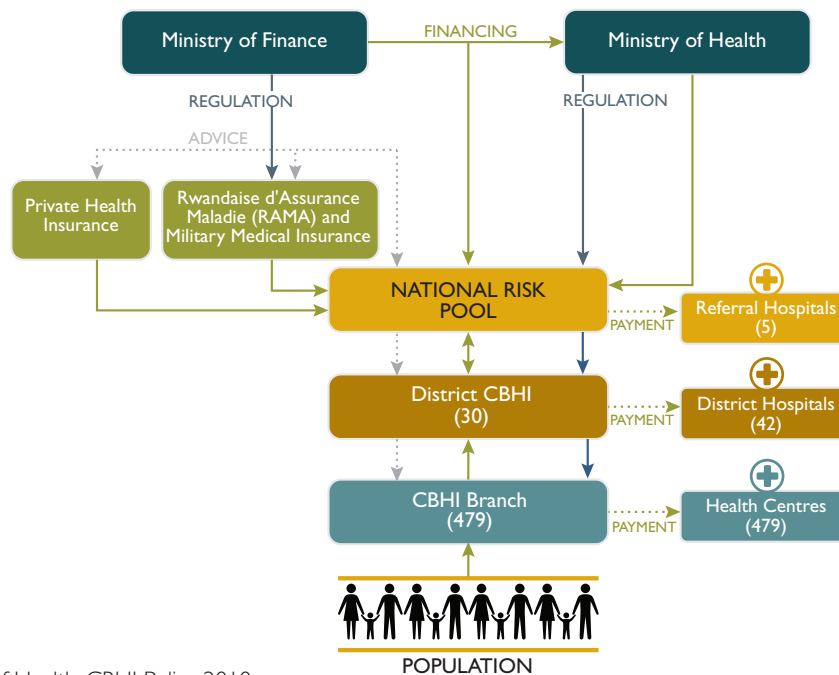 Ministry of Finance
FINANCING
Ministry of Health
REGULATION
REGULATION
ADVICE
Private Health
Insurance
Rwandaise d'Assurance
Maladie (RAMA) and
Military Medical Insurance
NATIONAL RISK
POOL
PAYMENT
Referral Hospitals
(5)
District CBHI
(30)
PAYMENT
District Hospitals
(42)
CBHI Branch
(479)
PAYMENT
Health Centres
(479)
POPULATION